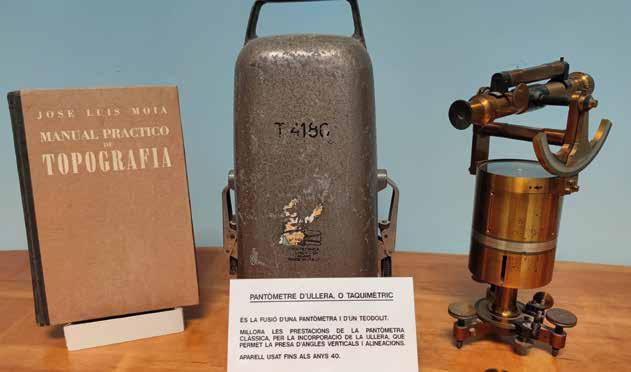 JOSE LUIS MOIA
MANUAL PRACTICO
DE
TOPOGRAFIA
T 4180
PANTÒMETRE D'ULLERA, O TAQUIMÈTRIC
ES LA FUSIÓ D'UNA PANTÒMETRA I D'UN TEODOLIT.
MILLORA LES PRESTACIONS DE LA PANTÒMETRA
CLÀSSICA, PER LA INCORPORACIÓ DE LA ULLERA, QUE
PERMET LA PRESA D'ANGLES VERTICALS I ALINEACIONS.
APARELL USAT FINS ALS ANYS 40.